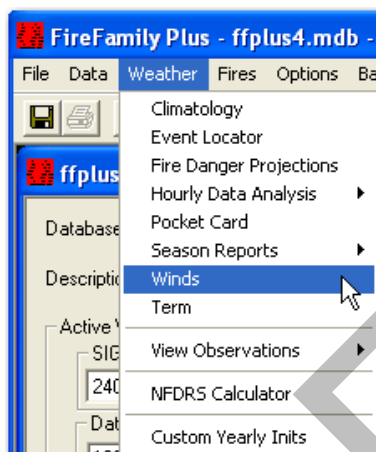 FireFamily Plus - ffplus4.mdb -
File Data Weather Fires Options Ba
Climatology
Event Locator
Fire Danger Projections
Hourly Data Analysis
Pocket Card
Season Reports
Winds
Term
View Observations
NFDRS Calculator
Custom Yearly Inits
ffplus
Database
Descriptio
Active
SIG
240
Dat